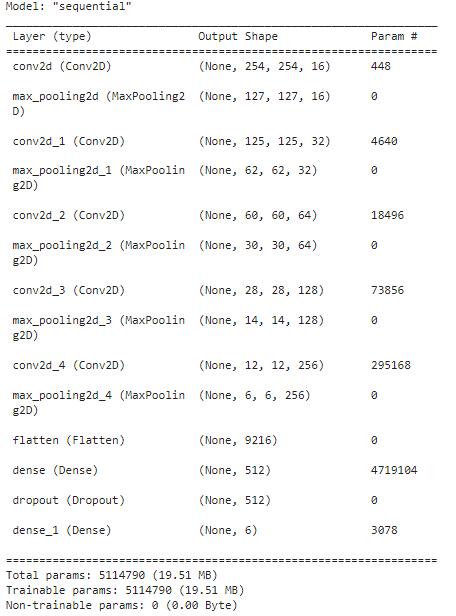 Model: "sequential"
_________________________________________________________________
Layer (type) Output Shape Param #
=================================================================
conv2d (Conv2D) (None, 254, 254, 16) 448
max_pooling2d (MaxPooling2 (None, 127, 127, 16) 0
D)
conv2d_1 (Conv2D) (None, 125, 125, 32) 4640
max_pooling2d_1 (MaxPoolin (None, 62, 62, 32) 0
g2D)
conv2d_2 (Conv2D) (None, 60, 60, 64) 18496
max_pooling2d_2 (MaxPoolin (None, 30, 30, 64) 0
g2D)
conv2d_3 (Conv2D) (None, 28, 28, 128) 73856
max_pooling2d_3 (MaxPoolin (None, 14, 14, 128) 0
g2D)
conv2d_4 (Conv2D) (None, 12, 12, 256) 295168
max_pooling2d_4 (MaxPoolin (None, 6, 6, 256) 0
g2D)
flatten (Flatten) (None, 9216) 0
dense (Dense) (None, 512) 4719104
dropout (Dropout) (None, 512) 0
dense_1 (Dense) (None, 6) 3078
=================================================================
Total params: 5114790 (19.51 MB)
Trainable params: 5114790 (19.51 MB)
Non-trainable params: 0 (0.00 Byte)